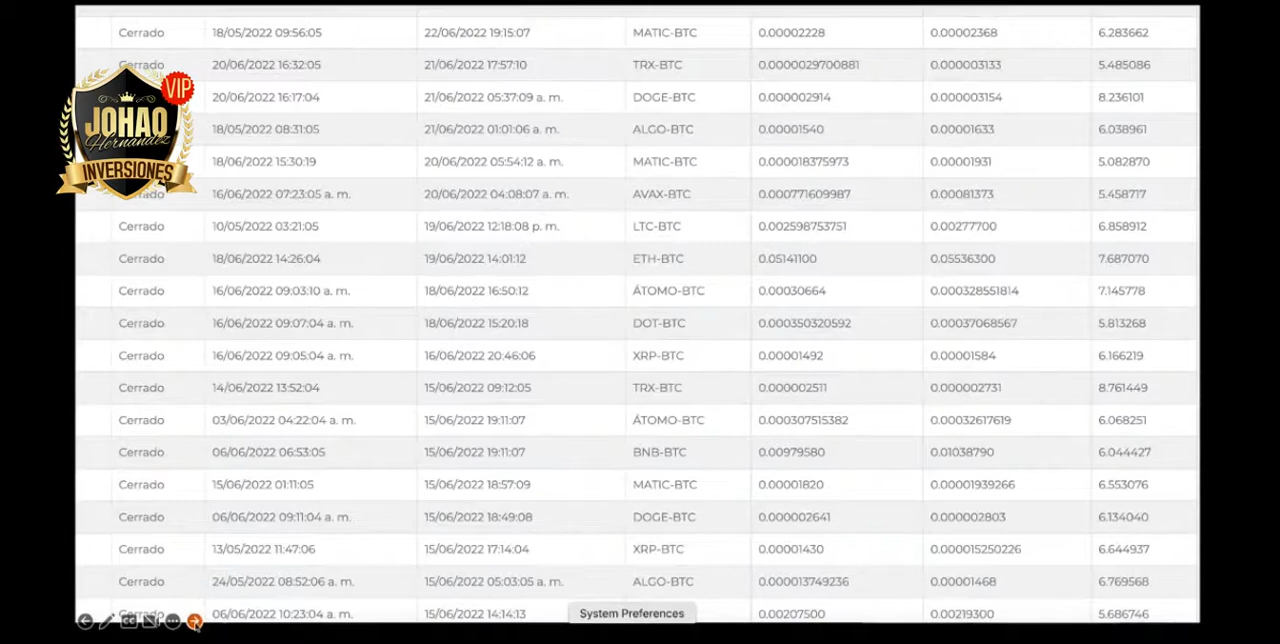 Cerrado 18/05/2022 09:56:05 22/06/2022 19:15:07 MATIC-BTC 0.00002228 0.00002368 6.283662
Cerrado 20/06/2022 16:32:05 21/06/2022 17:57:10 TRX-BTC 0.0000029700881 0.000003133 5.485086
20/06/2022 16:17:04 21/06/2022 05:37:09 a. m. DOGE-BTC 0.000002914 0.000003154 8.236101
18/05/2022 08:31:05 21/06/2022 01:01:06 a. m. ALGO-BTC 0.00001540 0.00001633 6.038961
18/06/2022 15:30:19 20/06/2022 05:54:12 a. m. MATIC-BTC 0.000018375973 0.00001931 5.082870
16/06/2022 07:23:05 a. m. 20/06/2022 04:08:07 a. m. AVAX-BTC 0.000771609987 0.00081373 5.458717
VIP
JOHAO
Hernandez
INVERSIONES
Cerrado 10/05/2022 03:21:05 19/06/2022 12:18:08 p. m. LTC-BTC 0.002598753751 0.00277700 6.858912
Cerrado 18/06/2022 14:26:04 19/06/2022 14:01:12 ETH-BTC 0.05141100 0.05536300 7.687070
Cerrado 16/06/2022 09:03:10 a. m. 18/06/2022 16:50:12 ÁTOMO-BTC 0.00030664 0.000328551814 7.145778
Cerrado 16/06/2022 09:07:04 a. m. 18/06/2022 15:20:18 DOT-BTC 0.000350320592 0.00037068567 5.813268
Cerrado 16/06/2022 09:05:04 a. m. 16/06/2022 20:46:06 XRP-BTC 0.00001492 0.00001584 6.166219
Cerrado 14/06/2022 13:52:04 15/06/2022 09:12:05 TRX-BTC 0.000002511 0.000002731 8.761449
Cerrado 03/06/2022 04:22:04 a. m. 15/06/2022 19:11:07 ÁTOMO-BTC 0.000307515382 0.00032617619 6.068251
Cerrado 06/06/2022 06:53:05 15/06/2022 19:11:07 BNB-BTC 0.00979580 0.01038790 6.044427
Cerrado 15/06/2022 01:11:05 15/06/2022 18:57:09 MATIC-BTC 0.00001820 0.00001939266 6.553076
Cerrado 06/06/2022 09:11:04 a. m. 15/06/2022 18:49:08 DOGE-BTC 0.000002641 0.000002803 6.134040
Cerrado 13/05/2022 11:47:06 15/06/2022 17:14:04 XRP-BTC 0.00001430 0.000015250226 6.644937
Cerrado 24/05/2022 08:52:06 a. m. 15/06/2022 05:03:05 a. m. ALGO-BTC 0.000013749236 0.00001468 6.769568
Cerrado 06/06/2022 10:23:04 a. m. 15/06/2022 14:14:13 0.00207500 0.00219300 5.686746
System Preferences